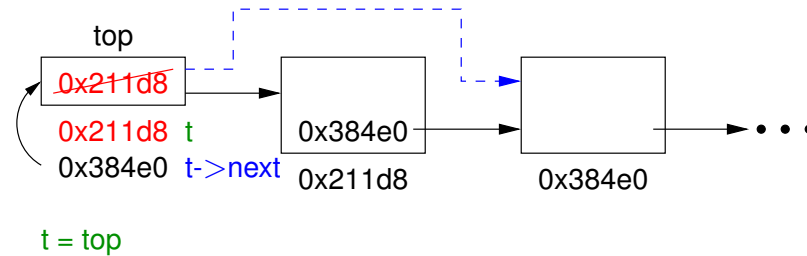 top
0x211d8
0x211d8 t
0x384e0
0x384e0 t->next
0x211d8
0x384e0
t = top